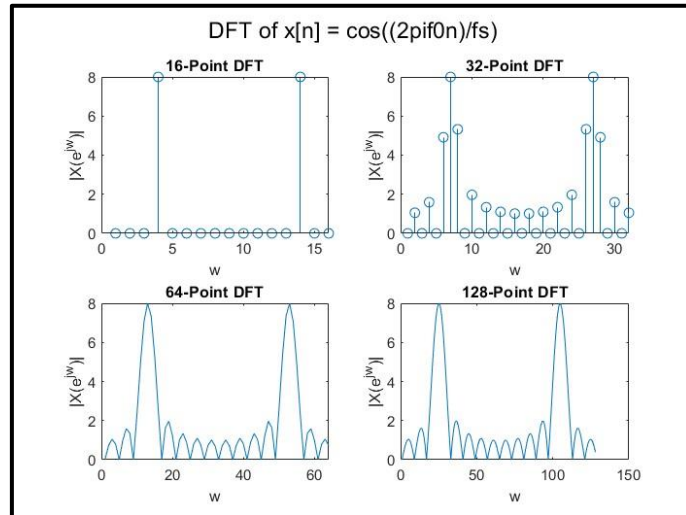 DFT of x[n] = cos((2pif0n)/fs)
16-Point DFT
|X(e^jw)|
8
6
4
2
0
0 5 10 15
w
32-Point DFT
|X(e^jw)|
8
6
4
2
0
0 10 20 30
w
64-Point DFT
|X(e^jw)|
8
6
4
2
0
0 20 40 60
w
128-Point DFT
|X(e^jw)|
8
6
4
2
0
0 50 100 150
w